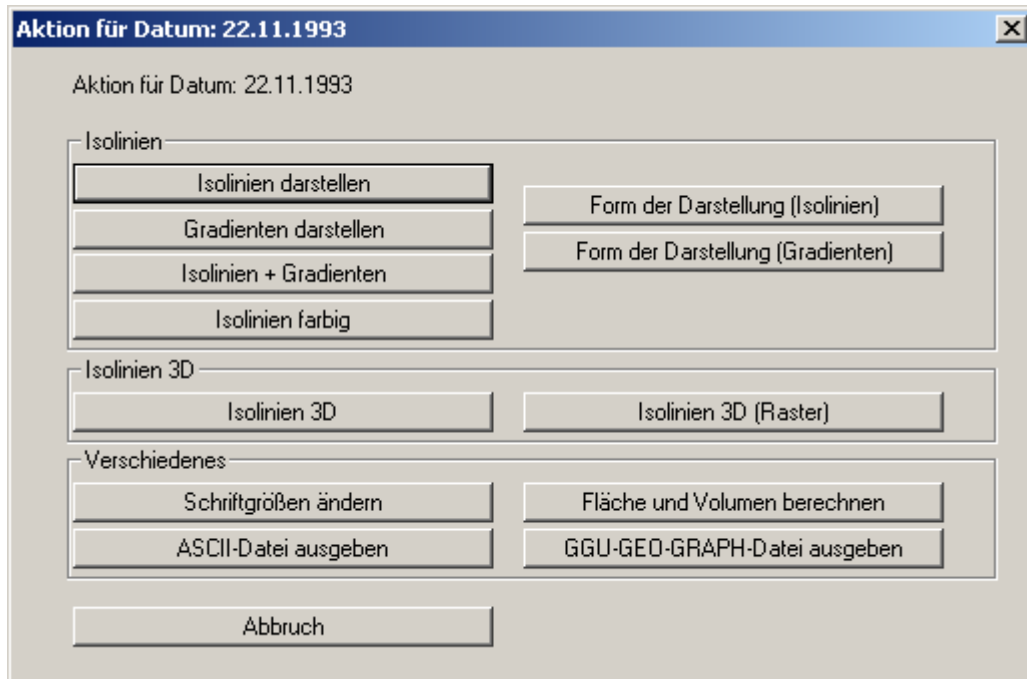 Aktion für Datum: 22.11.1993
Aktion für Datum: 22.11.1993
Isolinien
Isolinien darstellen
Gradienten darstellen
Isolinien + Gradienten
Isolinien farbig
Form der Darstellung (Isolinien)
Form der Darstellung (Gradienten)
Isolinien 3D
Isolinien 3D
Isolinien 3D (Raster)
Verschiedenes
Schriftgrößen ändern
Fläche und Volumen berechnen
ASCII-Datei ausgeben
GGU-GEO-GRAPH-Datei ausgeben
Abbruch